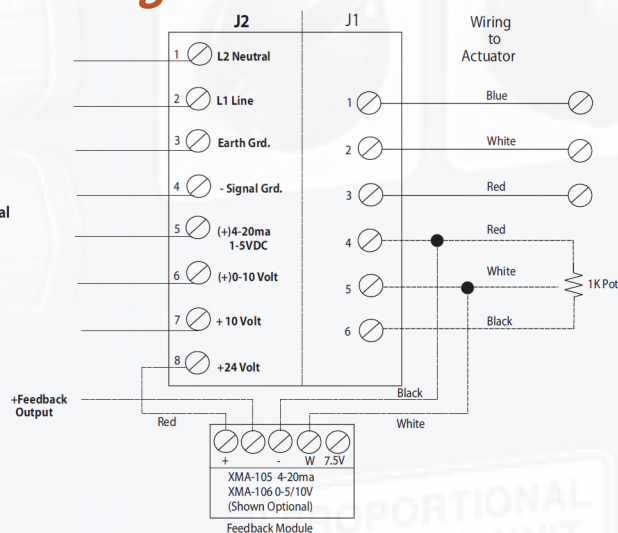 g
J2
J1
Wiring
to
Actuator
1 L2 Neutral
2 L1 Line
3 Earth Grd.
4 - Signal Grd.
al
5 (+)4-20ma
1-5VDC
6 (+)0-10 Volt
7 + 10 Volt
8 +24 Volt
1 Blue
2 White
3 Red
4 Red
5 White
1K Pot
6 Black
+Feedback
Output
Red
Black
White
+ - W 7.5V
XMA-105 4-20ma
XMA-106 0-5/10V
(Shown Optional)
Feedback Module
PROPORTIONAL
UNIT